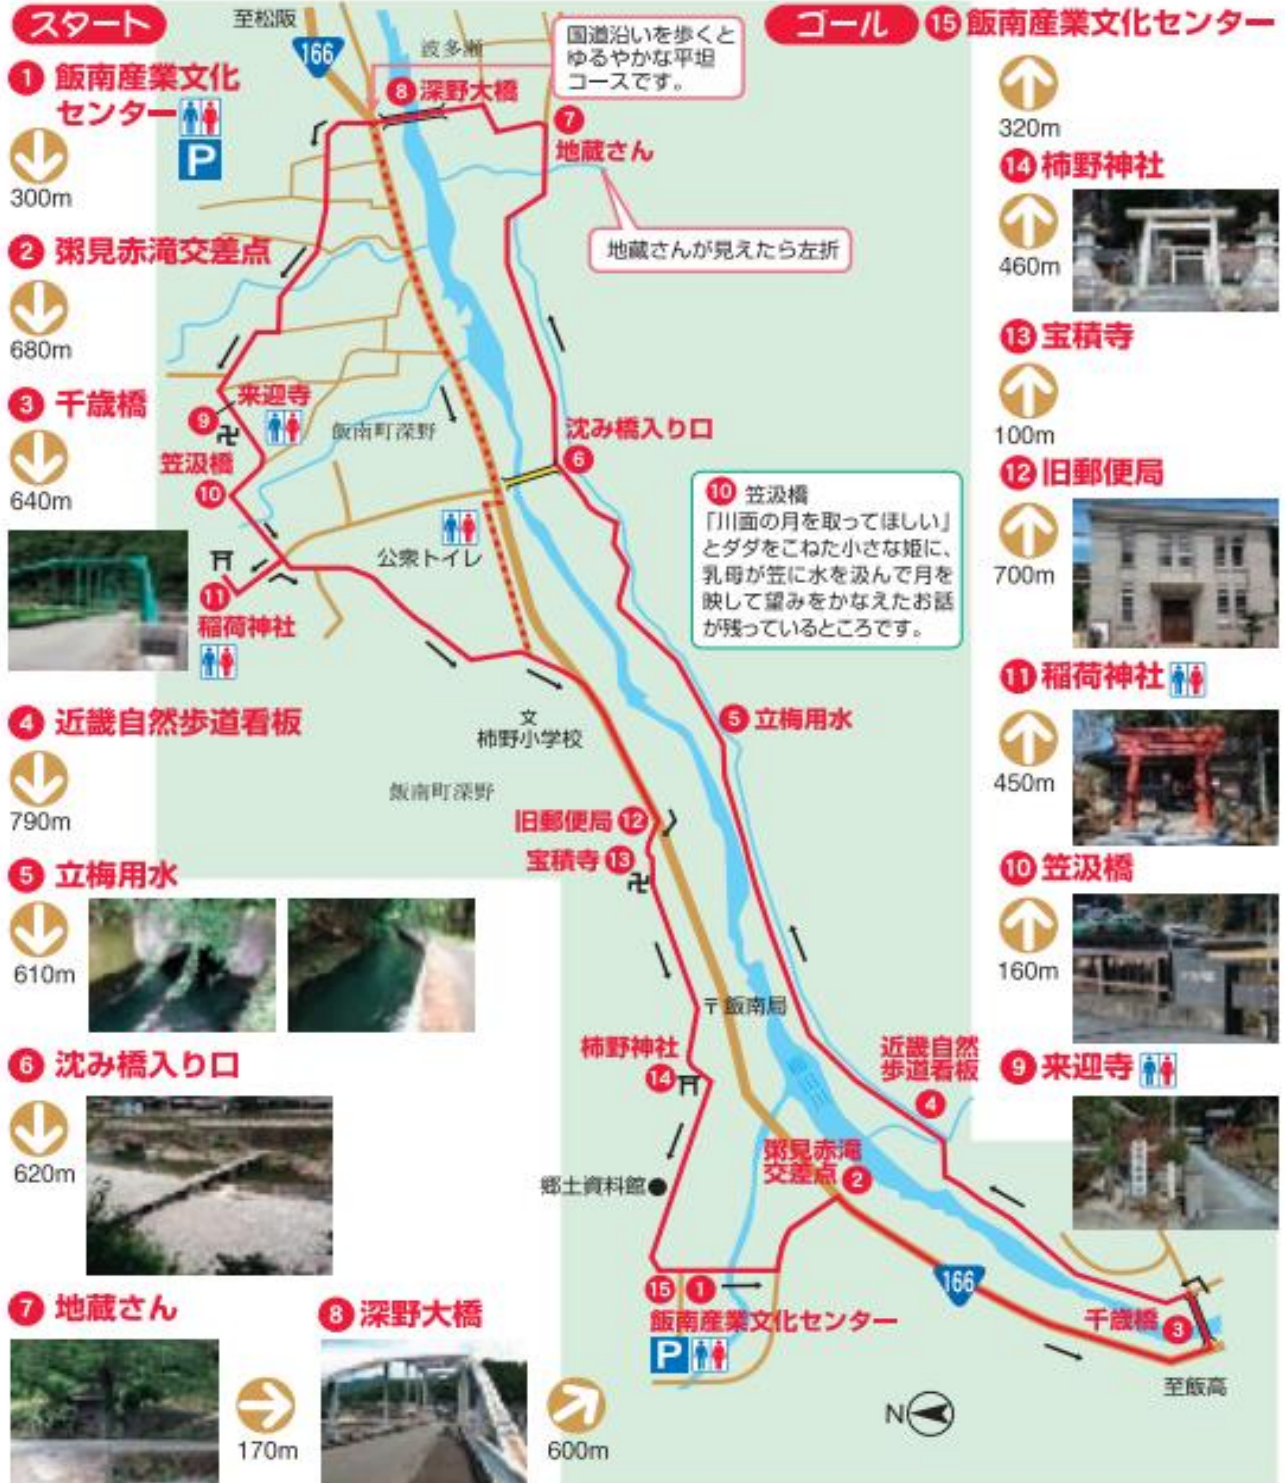 スタート
① 飯南産業文化
センター
P
300m
② 粥見赤滝交差点
680m
③ 千歳橋
640m
④ 近畿自然歩道看板
790m
⑤ 立梅用水
610m
⑥ 沈み橋入り口
620m
⑦ 地蔵さん
170m
⑧ 深野大橋
600m
至松阪
166
波多瀬
国道沿いを歩くと
ゆるやかな平坦
コースです。
⑧ 深野大橋
⑦
地蔵さん
地蔵さんが見えたら左折
来迎寺
⑨
飯南町深野
笠汲橋
⑩
沈み橋入り口
⑥
公衆トイレ
⑪
稲荷神社
⑩ 笠汲橋
「川面の月を取ってほしい」
とダダをこねた小さな姫に、
乳母が笠に水を汲んで月を
映して望みをかなえたお話
が残っているところです。
⑤ 立梅用水
文
柿野小学校
飯南町深野
旧郵便局 ⑫
宝積寺 ⑬
〒飯南局
柿野神社
⑭
近畿自然
歩道看板
④
粥見赤滝
交差点 ②
郷土資料館
⑮ ①
飯南産業文化センター
P
166
千歳橋 ③
至飯高
N
ゴール ⑮ 飯南産業文化センター
320m
⑭ 柿野神社
460m
⑬ 宝積寺
100m
⑫ 旧郵便局
700m
⑪ 稲荷神社
450m
⑩ 笠汲橋
160m
⑨ 来迎寺